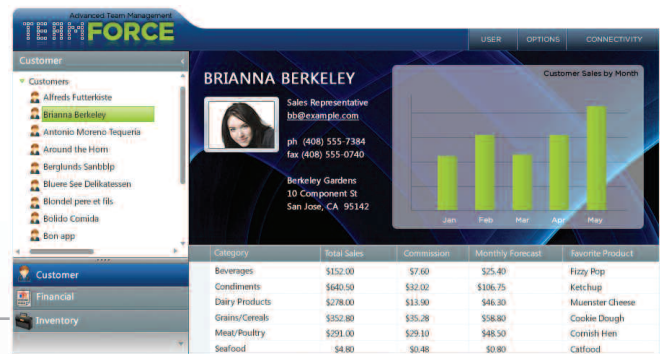 Advanced Team Management
TEAMFORCE
USER OPTIONS CONNECTIVITY
Customer
Customers
Alfreds Futterkiste
Brianna Berkeley
Antonio Moreno Tequería
Around the Horn
Berglunds Sanbblp
Bluere See Delikatessen
Blondel pere et fils
Bolido Comida
Bon app
Customer
Financial
Inventory
BRIANNA BERKELEY
Sales Representative
bb@example.com
ph (408) 555-7384
fax (408) 555-0740
Berkeley Gardens
10 Component St
San Jose, CA 95142
Customer Sales by Month
Jan Feb Mar Apr May
Category Total Sales Commission Monthly Forecast Favorite Product
Beverages $152.00 $7.60 $25.40 Fizzy Pop
Condiments $640.50 $32.02 $106.75 Ketchup
Dairy Products $278.00 $13.90 $46.30 Muenster Cheese
Grains/Cereals $352.80 $35.28 $58.80 Cookie Dough
Meat/Poultry $291.00 $29.10 $48.50 Cornish Hen
Seafood $4.80 $0.48 $0.80 Catfood